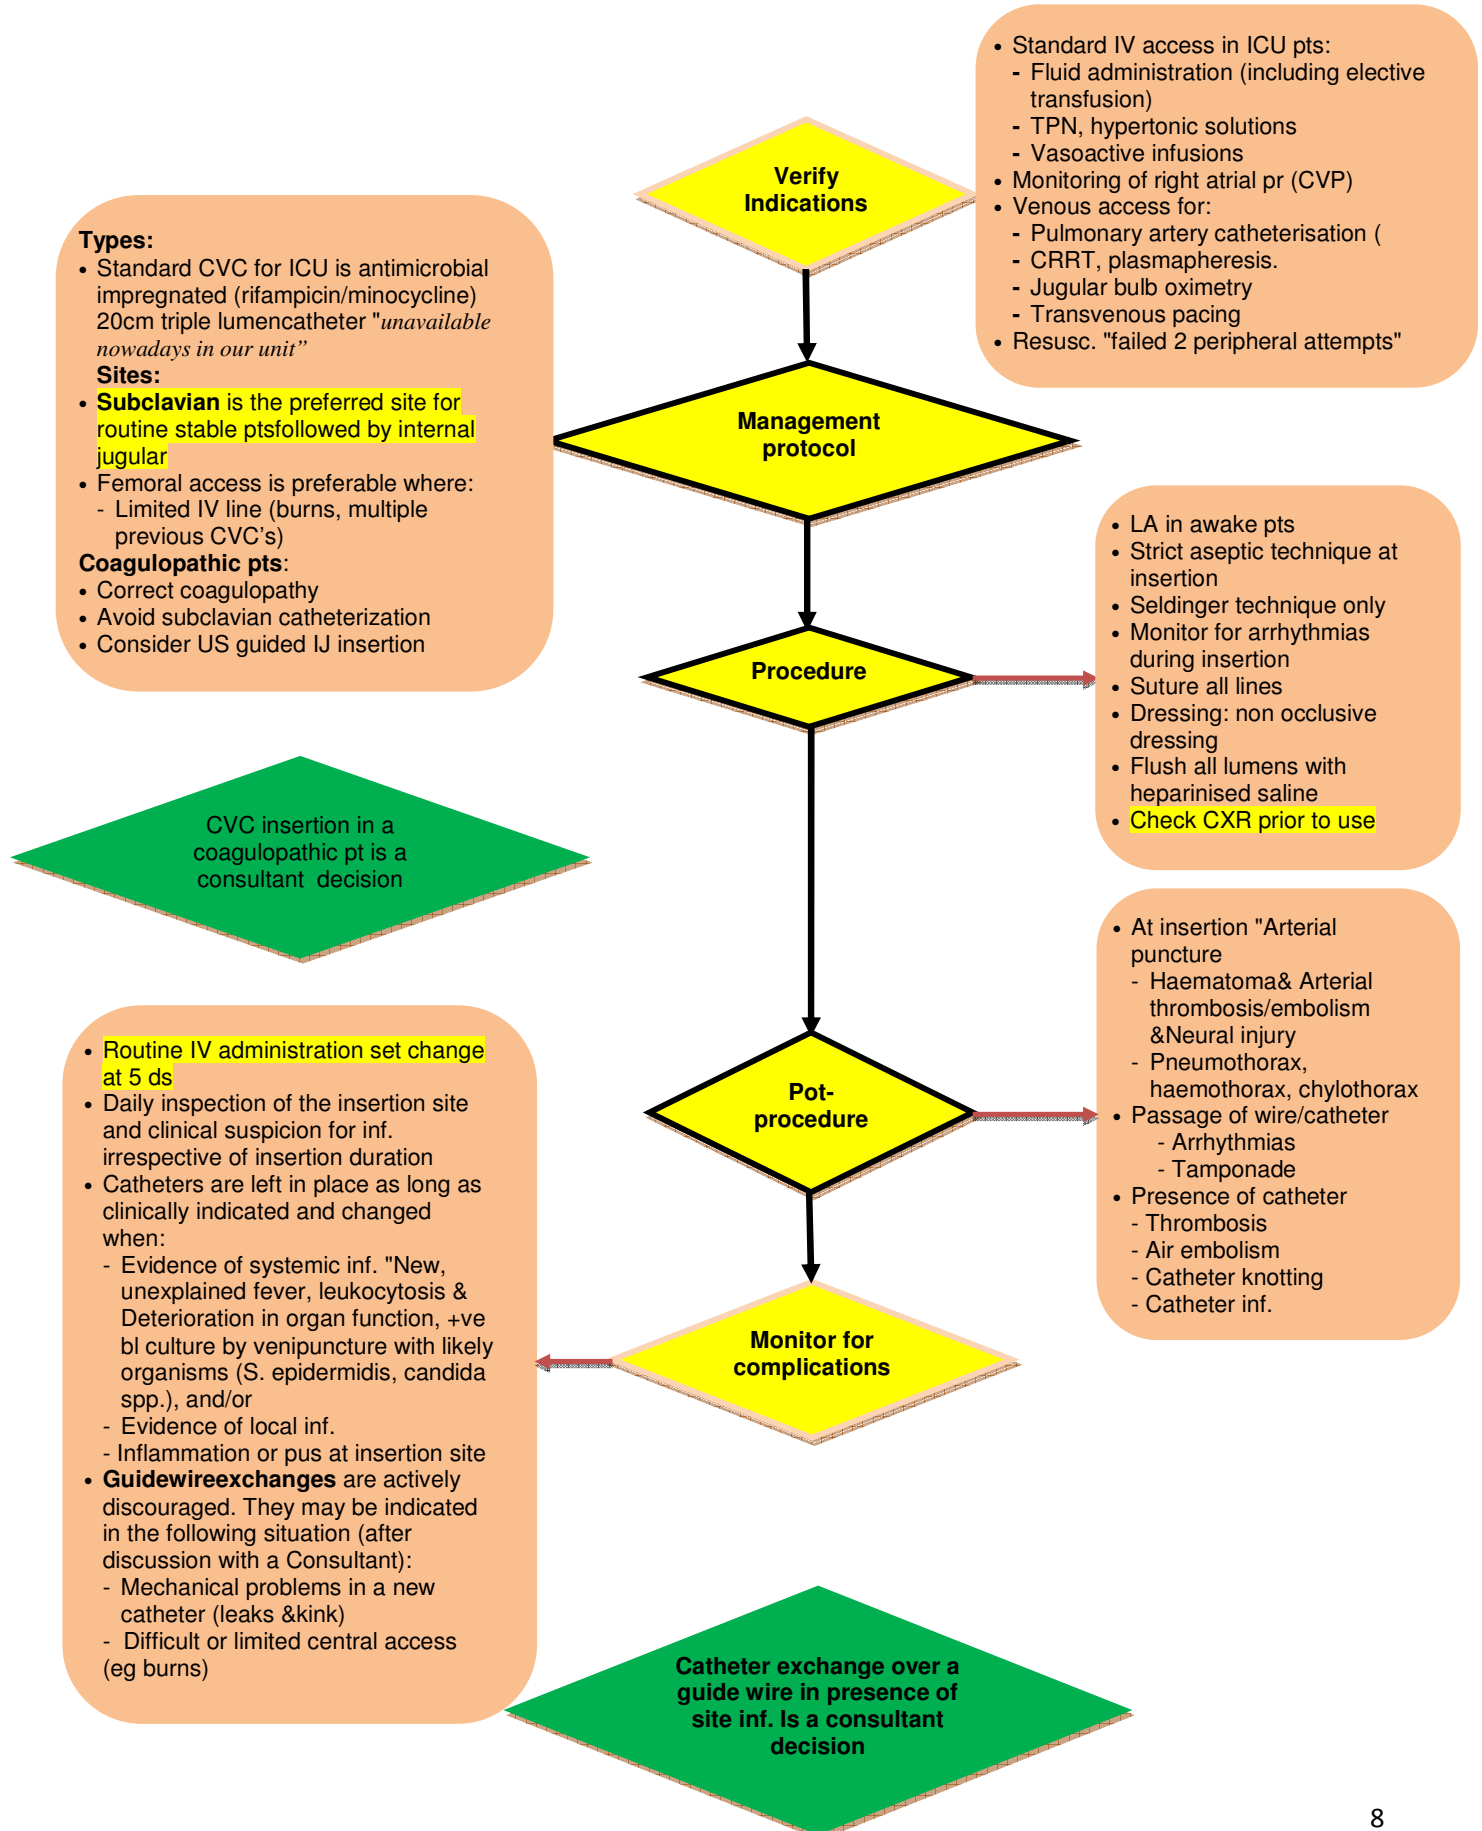 Verify
Indications
• Standard IV access in ICU pts:
- Fluid administration (including elective
transfusion)
- TPN, hypertonic solutions
- Vasoactive infusions
• Monitoring of right atrial pr (CVP)
• Venous access for:
- Pulmonary artery catheterisation (
- CRRT, plasmapheresis.
- Jugular bulb oximetry
- Transvenous pacing
• Resusc. "failed 2 peripheral attempts"
Management
protocol
Types:
• Standard CVC for ICU is antimicrobial
impregnated (rifampicin/minocycline)
20cm triple lumencatheter "unavailable
nowadays in our unit”
Sites:
• Subclavian is the preferred site for
routine stable ptsfollowed by internal
jugular
• Femoral access is preferable where:
- Limited IV line (burns, multiple
previous CVC’s)
Coagulopathic pts:
• Correct coagulopathy
• Avoid subclavian catheterization
• Consider US guided IJ insertion
Procedure
• LA in awake pts
• Strict aseptic technique at
insertion
• Seldinger technique only
• Monitor for arrhythmias
during insertion
• Suture all lines
• Dressing: non occlusive
dressing
• Flush all lumens with
heparinised saline
• Check CXR prior to use
CVC insertion in a
coagulopathic pt is a
consultant decision
Pot-
procedure
• At insertion "Arterial
puncture
- Haematoma& Arterial
thrombosis/embolism
&Neural injury
- Pneumothorax,
haemothorax, chylothorax
• Passage of wire/catheter
- Arrhythmias
- Tamponade
• Presence of catheter
- Thrombosis
- Air embolism
- Catheter knotting
- Catheter inf.
Monitor for
complications
• Routine IV administration set change
at 5 ds
• Daily inspection of the insertion site
and clinical suspicion for inf.
irrespective of insertion duration
• Catheters are left in place as long as
clinically indicated and changed
when:
- Evidence of systemic inf. "New,
unexplained fever, leukocytosis &
Deterioration in organ function, +ve
bl culture by venipuncture with likely
organisms (S. epidermidis, candida
spp.), and/or
- Evidence of local inf.
- Inflammation or pus at insertion site
• Guidewireexchanges are actively
discouraged. They may be indicated
in the following situation (after
discussion with a Consultant):
- Mechanical problems in a new
catheter (leaks &kink)
- Difficult or limited central access
(eg burns)
Catheter exchange over a
guide wire in presence of
site inf. Is a consultant
decision
8